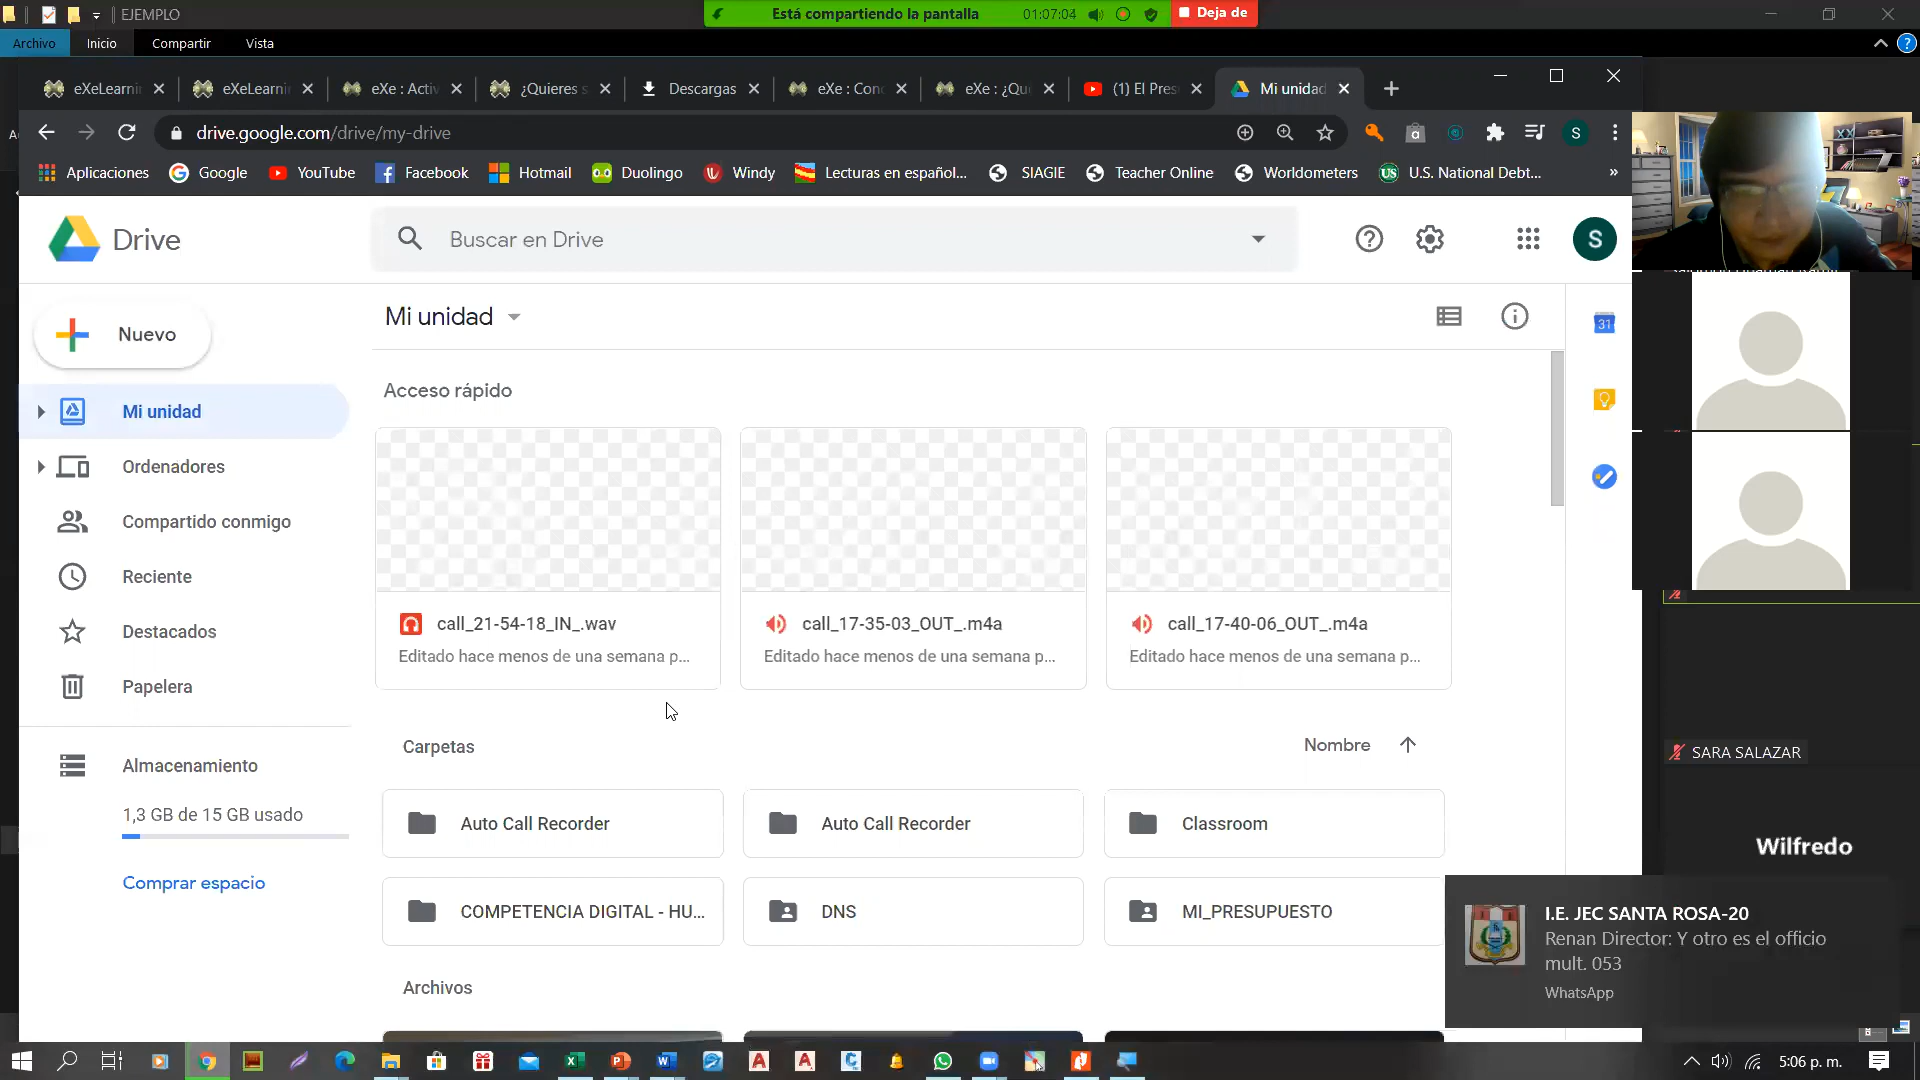 EJEMPLO
Está compartiendo la pantalla
01:07:04
Deja de
Archivo
Inicio
Compartir
Vista
eXeLearni
eXeLearni
eXe : Activ
¿Quieres s
Descargas
eXe : Con
eXe : ¿Qu
(1) El Pres
Mi unidad
drive.google.com/drive/my-drive
S
Aplicaciones
Google
YouTube
Facebook
Hotmail
Duolingo
Windy
Lecturas en español...
SIAGIE
Teacher Online
Worldometers
U.S. National Debt...
»
Drive
Buscar en Drive
S
Nuevo
Mi unidad
31
Acceso rápido
Mi unidad
Ordenadores
Compartido conmigo
Reciente
Destacados
Papelera
call_21-54-18_IN_.wav
Editado hace menos de una semana p...
call_17-35-03_OUT_.m4a
Editado hace menos de una semana p...
call_17-40-06_OUT_.m4a
Editado hace menos de una semana p...
Carpetas
Nombre
Almacenamiento
1,3 GB de 15 GB usado
Comprar espacio
Auto Call Recorder
Auto Call Recorder
Classroom
COMPETENCIA DIGITAL - HU...
DNS
MI_PRESUPUESTO
Archivos
SARA SALAZAR
Wilfredo
I.E. JEC SANTA ROSA-20
Renan Director: Y otro es el officio
mult. 053
WhatsApp
5:06 p. m.